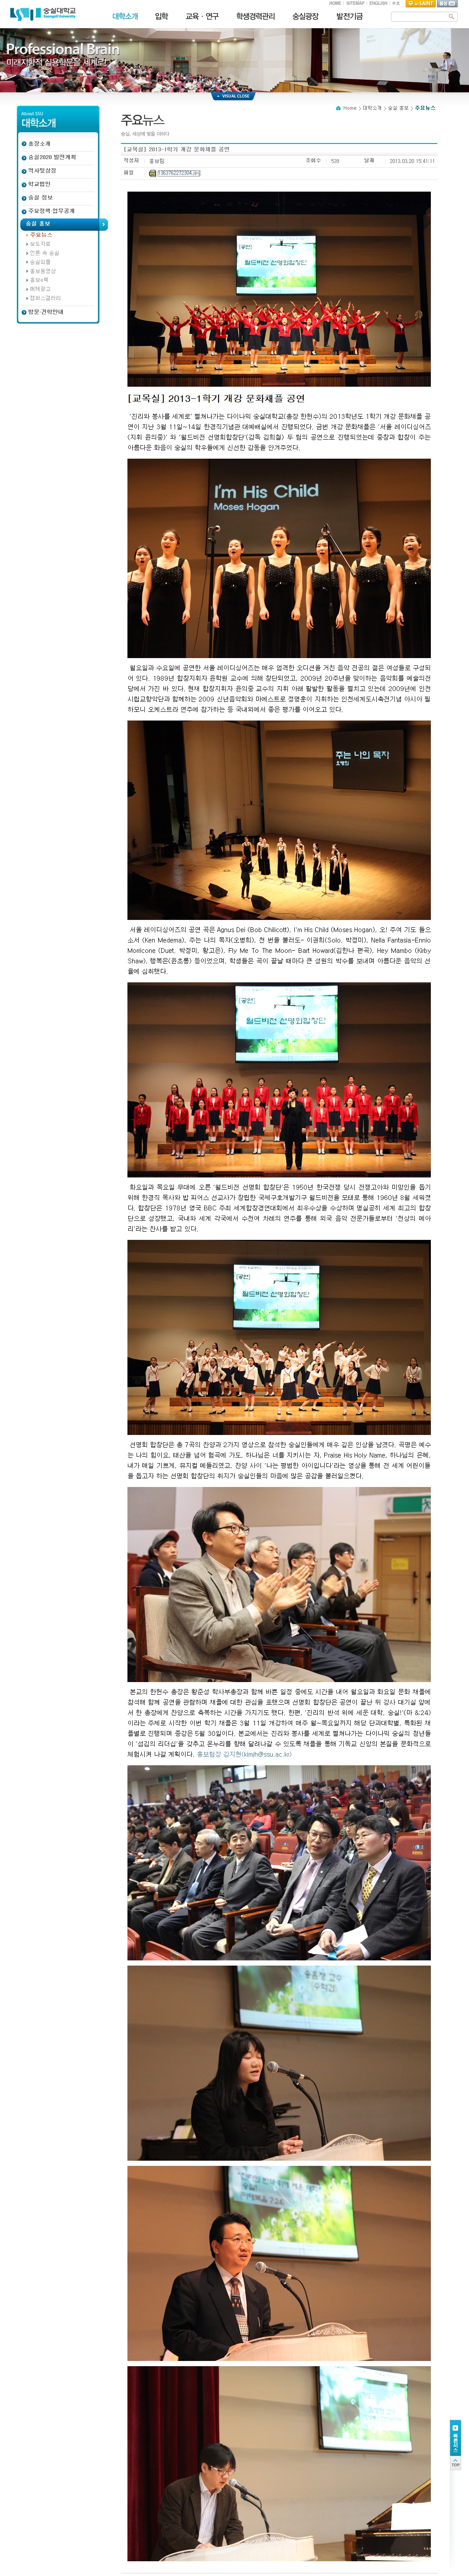 숭실대학교
Soongsil University
HOME | SITEMAP | ENGLISH
대학소개 입학 교육 · 연구 학생경력관리 숭실광장 발전기금
Professional Brain
미래지향적 실용학문을 세계로!
VISUAL CLOSE
About SSU
대학소개
총장소개
숭실2020 발전계획
역사및상징
학교법인
숭실 정보
주요정책·업무공개
숭실 홍보
주요뉴스
보도자료
언론 속 숭실
숭실피플
홍보동영상
매체광고
캠퍼스갤러리
방문·견학안내
Home > 대학소개 > 숭실 홍보 > 주요뉴스
주요뉴스
숭실, 세상에 빛을 더하다
[교목실] 2013-1학기 개강 문화채플 공연
작성자 홍보팀 조회수 날짜 2013.03.20 15:41:11
파일
[공연]
월드비전 선명회합창단
[교목실] 2013-1학기 개강 문화채플 공연
'진리와 봉사를 세계로' 펼쳐나가는 다이나믹 숭실대학교(총장 한헌수)의 2013학년도 1학기 개강 문화채플 공
연이 지난 3월 11일~14일 한경직기념관 대예배실에서 진행되었다. 금번 개강 문화채플은 '서울 레이디싱어즈
(지휘 윤의중)' 와 '월드비전 선명회합창단'(감독 김희철) 두 팀의 공연으로 진행되었는데 중창과 합창이 주는
아름다운 화음이 숭실의 학우들에게 신선한 감동을 안겨주었다.
I'm His Child
Moses Hogan
월요일과 수요일에 공연한 서울 레이디싱어즈는 매우 엄격한 오디션을 거친 음악 전공의 젊은 여성들로 구성되
어 있다. 1989년 합창지휘자 윤학원 교수에 의해 창단되었고, 2009년 20주년을 맞이하는 음악회를 예술의전
당에서 가진 바 있다. 현재 합창지휘자 윤의중 교수의 지휘 아래 활발한 활동을 펼치고 있는데 2009년에 인천
시립교향악단과 함께하는 2009 신년음악회와 마에스트로 정명훈이 지휘하는 인천세계도시축전기념 아시아 필
하모니 오케스트라 연주에 참가하는 등 국내외에서 좋은 평가를 이어오고 있다.
주는 나의 목자
오병희
서울 레이디싱어즈의 공연 곡은 Agnus Dei (Bob Chilicott), I'm His Child (Moses Hogan), 오! 주여 기도 들으
소서 (Ken Medema), 주는 나의 목자(오병희), 천 번을 불러도- 이권희(Solo, 박정미), Nella Fantasia-Ennio
Morricone (Duet, 박정미, 황고은), Fly Me To The Moon- Bart Howard(김한나 편곡), Hey Mambo (Kirby
Shaw), 행복은(윤초롱) 등이었으며, 학생들은 곡이 끝날 때마다 큰 성원의 박수를 보내며 아름다운 음악의 선
율에 심취했다.
[공연]
월드비전 선명회합창단
화요일과 목요일 무대에 오른 '월드비전 선명회 합창단'은 1950년 한국전쟁 당시 전쟁고아와 미망인을 돕기
위해 한경직 목사와 밥 피어스 선교사가 창립한 국제구호개발기구 월드비전을 모태로 통해 1960년 8월 세워졌
다. 합창단은 1978년 영국 BBC 주최 세계합창경연대회에서 최우수상을 수상하며 명실공히 세계 최고의 합창
단으로 성장했고, 국내와 세계 각국에서 수천여 차례의 연주를 통해 외국 음악 전문가들로부터 '천상의 메아
리'라는 찬사를 받고 있다.
[공연]
월드비전 선명회합창단
선명회 합창단은 총 7곡의 찬양과 2가지 영상으로 참석한 숭실인들에게 매우 깊은 인상을 남겼다. 곡명은 예수
는 나의 힘이요, 태산을 넘어 험곡에 가도, 하나님은 너를 지키시는 자, Praise His Holy Name, 하나님의 은혜,
내가 매일 기쁘게, 뮤지컬 메들리였고, 찬양 사이 '나는 평범한 아이입니다'라는 영상을 통해 전 세계 어린이들
을 돕고자 하는 선명회 합창단의 취지가 숭실인들의 마음에 많은 공감을 불러일으켰다.
본교의 한헌수 총장은 황준성 학사부총장과 함께 바쁜 일정 중에도 시간을 내어 월요일과 화요일 문화 채플에
참석해 함께 공연을 관람하며 채플에 대한 관심을 표했으며 선명회 합창단은 공연이 끝난 뒤 강사 대기실 앞에
서 한 총장에게 찬양으로 축복하는 시간을 가지기도 했다. 한편, '진리의 반석 위에 세운 대학, 숭실!'(마 &:24)
이라는 주제로 시작한 이번 학기 채플은 3월 11일 개강하여 매주 월~목요일까지 해당 단과대학별, 특화된 채
플별로 진행되며 종강은 5월 30일이다. 본교에서는 진리와 봉사를 세계로 펼쳐나가는 다이나믹 숭실의 청년들
이 '섬김의 리더십'을 갖추고 온누리를 향해 달려나갈 수 있도록 채플을 통해 기독교 신앙의 본질을 문화적으로
체험시켜 나갈 계획이다. 홍보팀장 김지현(kimjh@ssu.ac.kr)
TOP